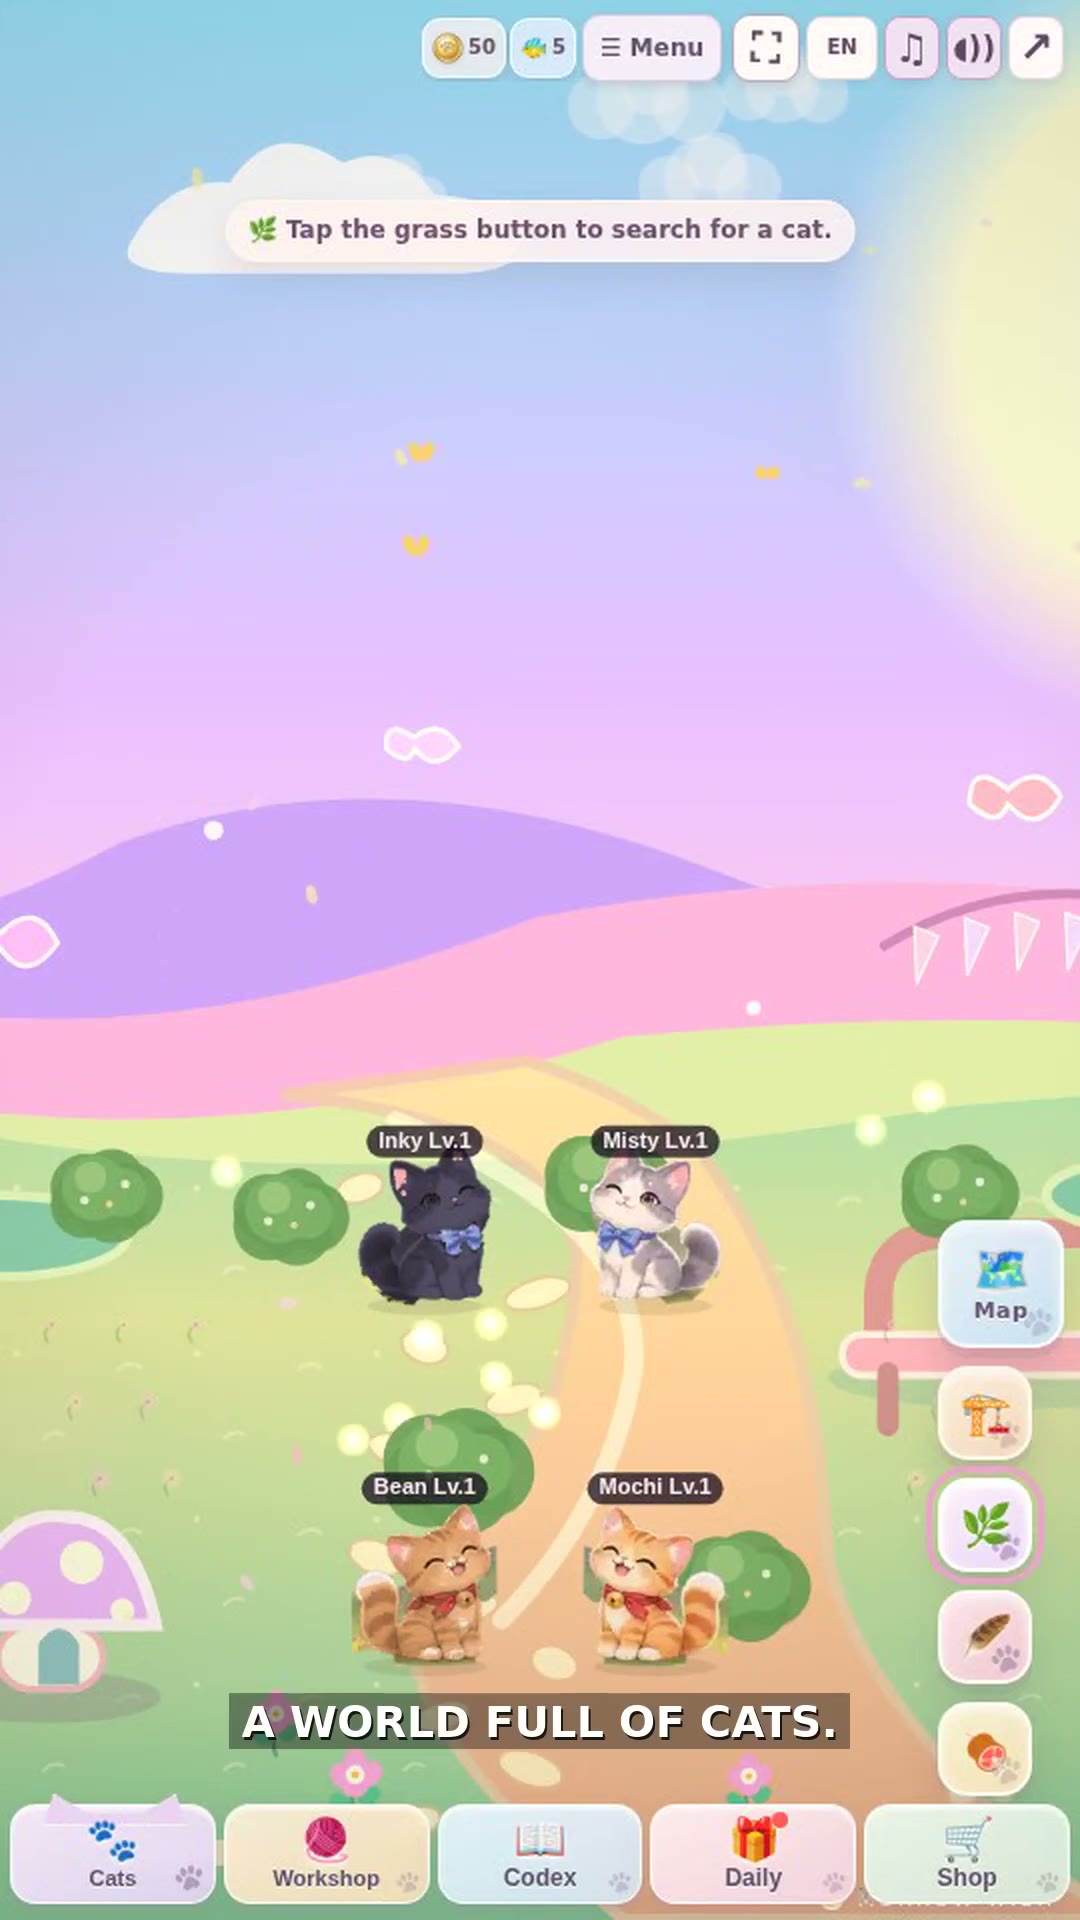 50
5
☰ Menu
EN
Tap the grass button to search for a cat.
Inky Lv.1
Misty Lv.1
Map
Bean Lv.1
Mochi Lv.1
A WORLD FULL OF CATS.
Cats
Workshop
Codex
Daily
Shop